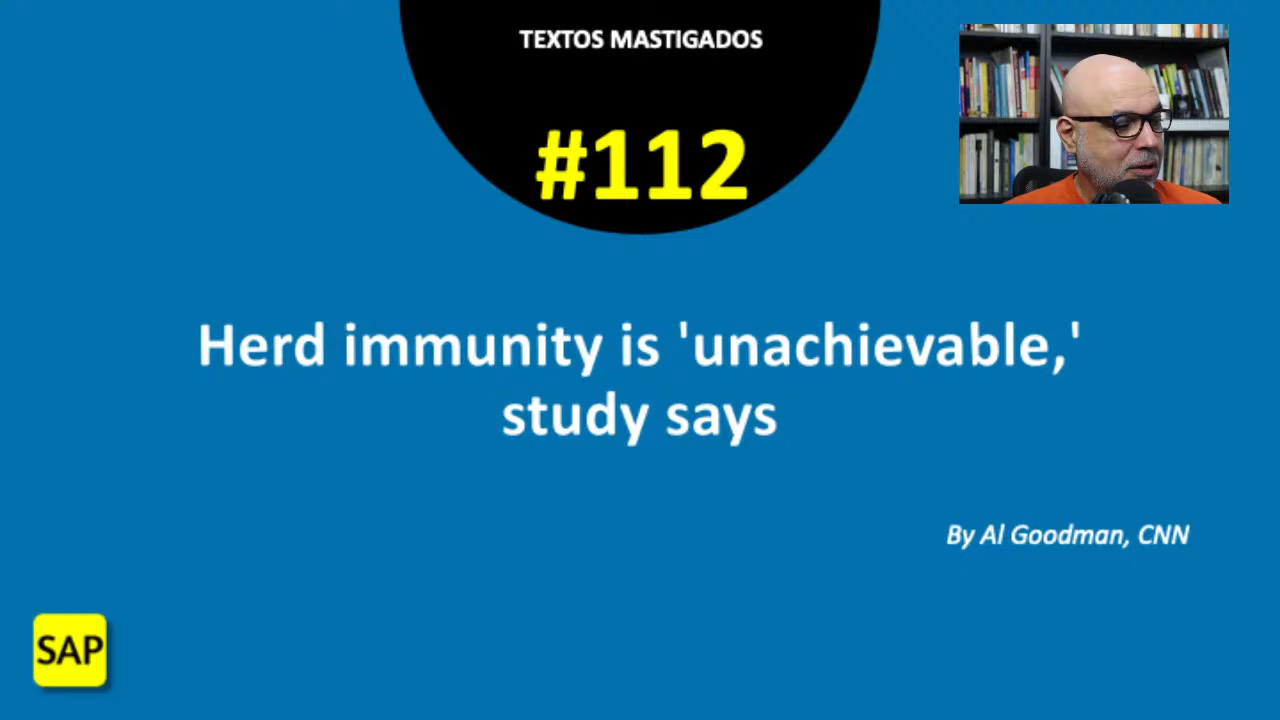 TEXTOS MASTIGADOS
#112
Herd immunity is 'unachievable,'
study says
By Al Goodman, CNN
SAP